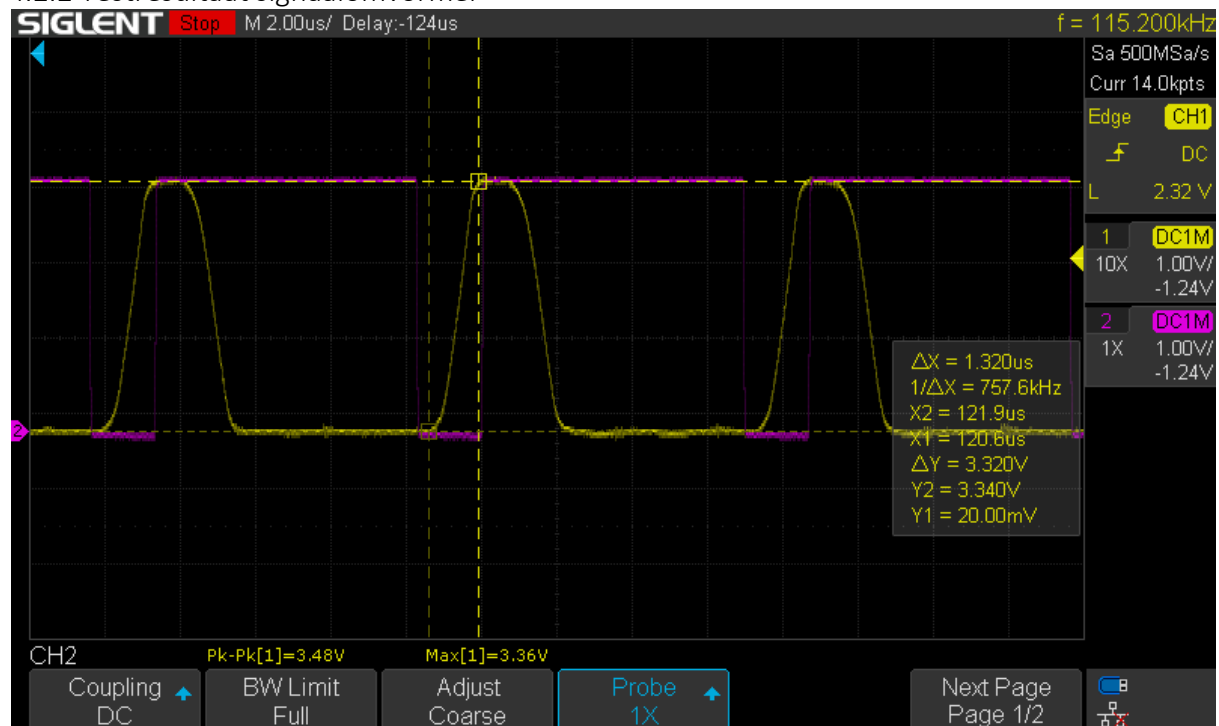 SIGLENT Stop M 2.00us/ Delay:-124us f = 115.200kHz
Sa 500MSa/s
Curr 14.0kpts
Edge CH1
DC
L 2.32 V
1 DC1M
10X 1.00V/
-1.24V
2 DC1M
1X 1.00V/
-1.24V
2
△X = 1.320us
1/△X = 757.6kHz
X2 = 121.9us
X1 = 120.6us
△Y = 3.320V
Y2 = 3.340V
Y1 = 20.00mV
CH2 Pk-Pk[1]=3.48V Max[1]=3.36V
Coupling BW Limit Adjust Probe Next Page
DC Full Coarse 1X Page 1/2